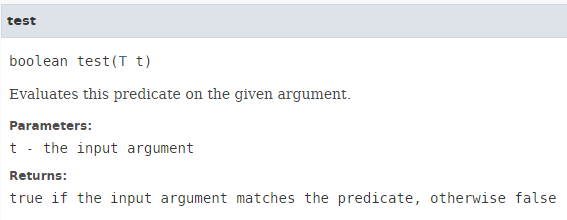 test
boolean test(T t)
Evaluates this predicate on the given argument.
Parameters:
t - the input argument
Returns:
true if the input argument matches the predicate, otherwise false